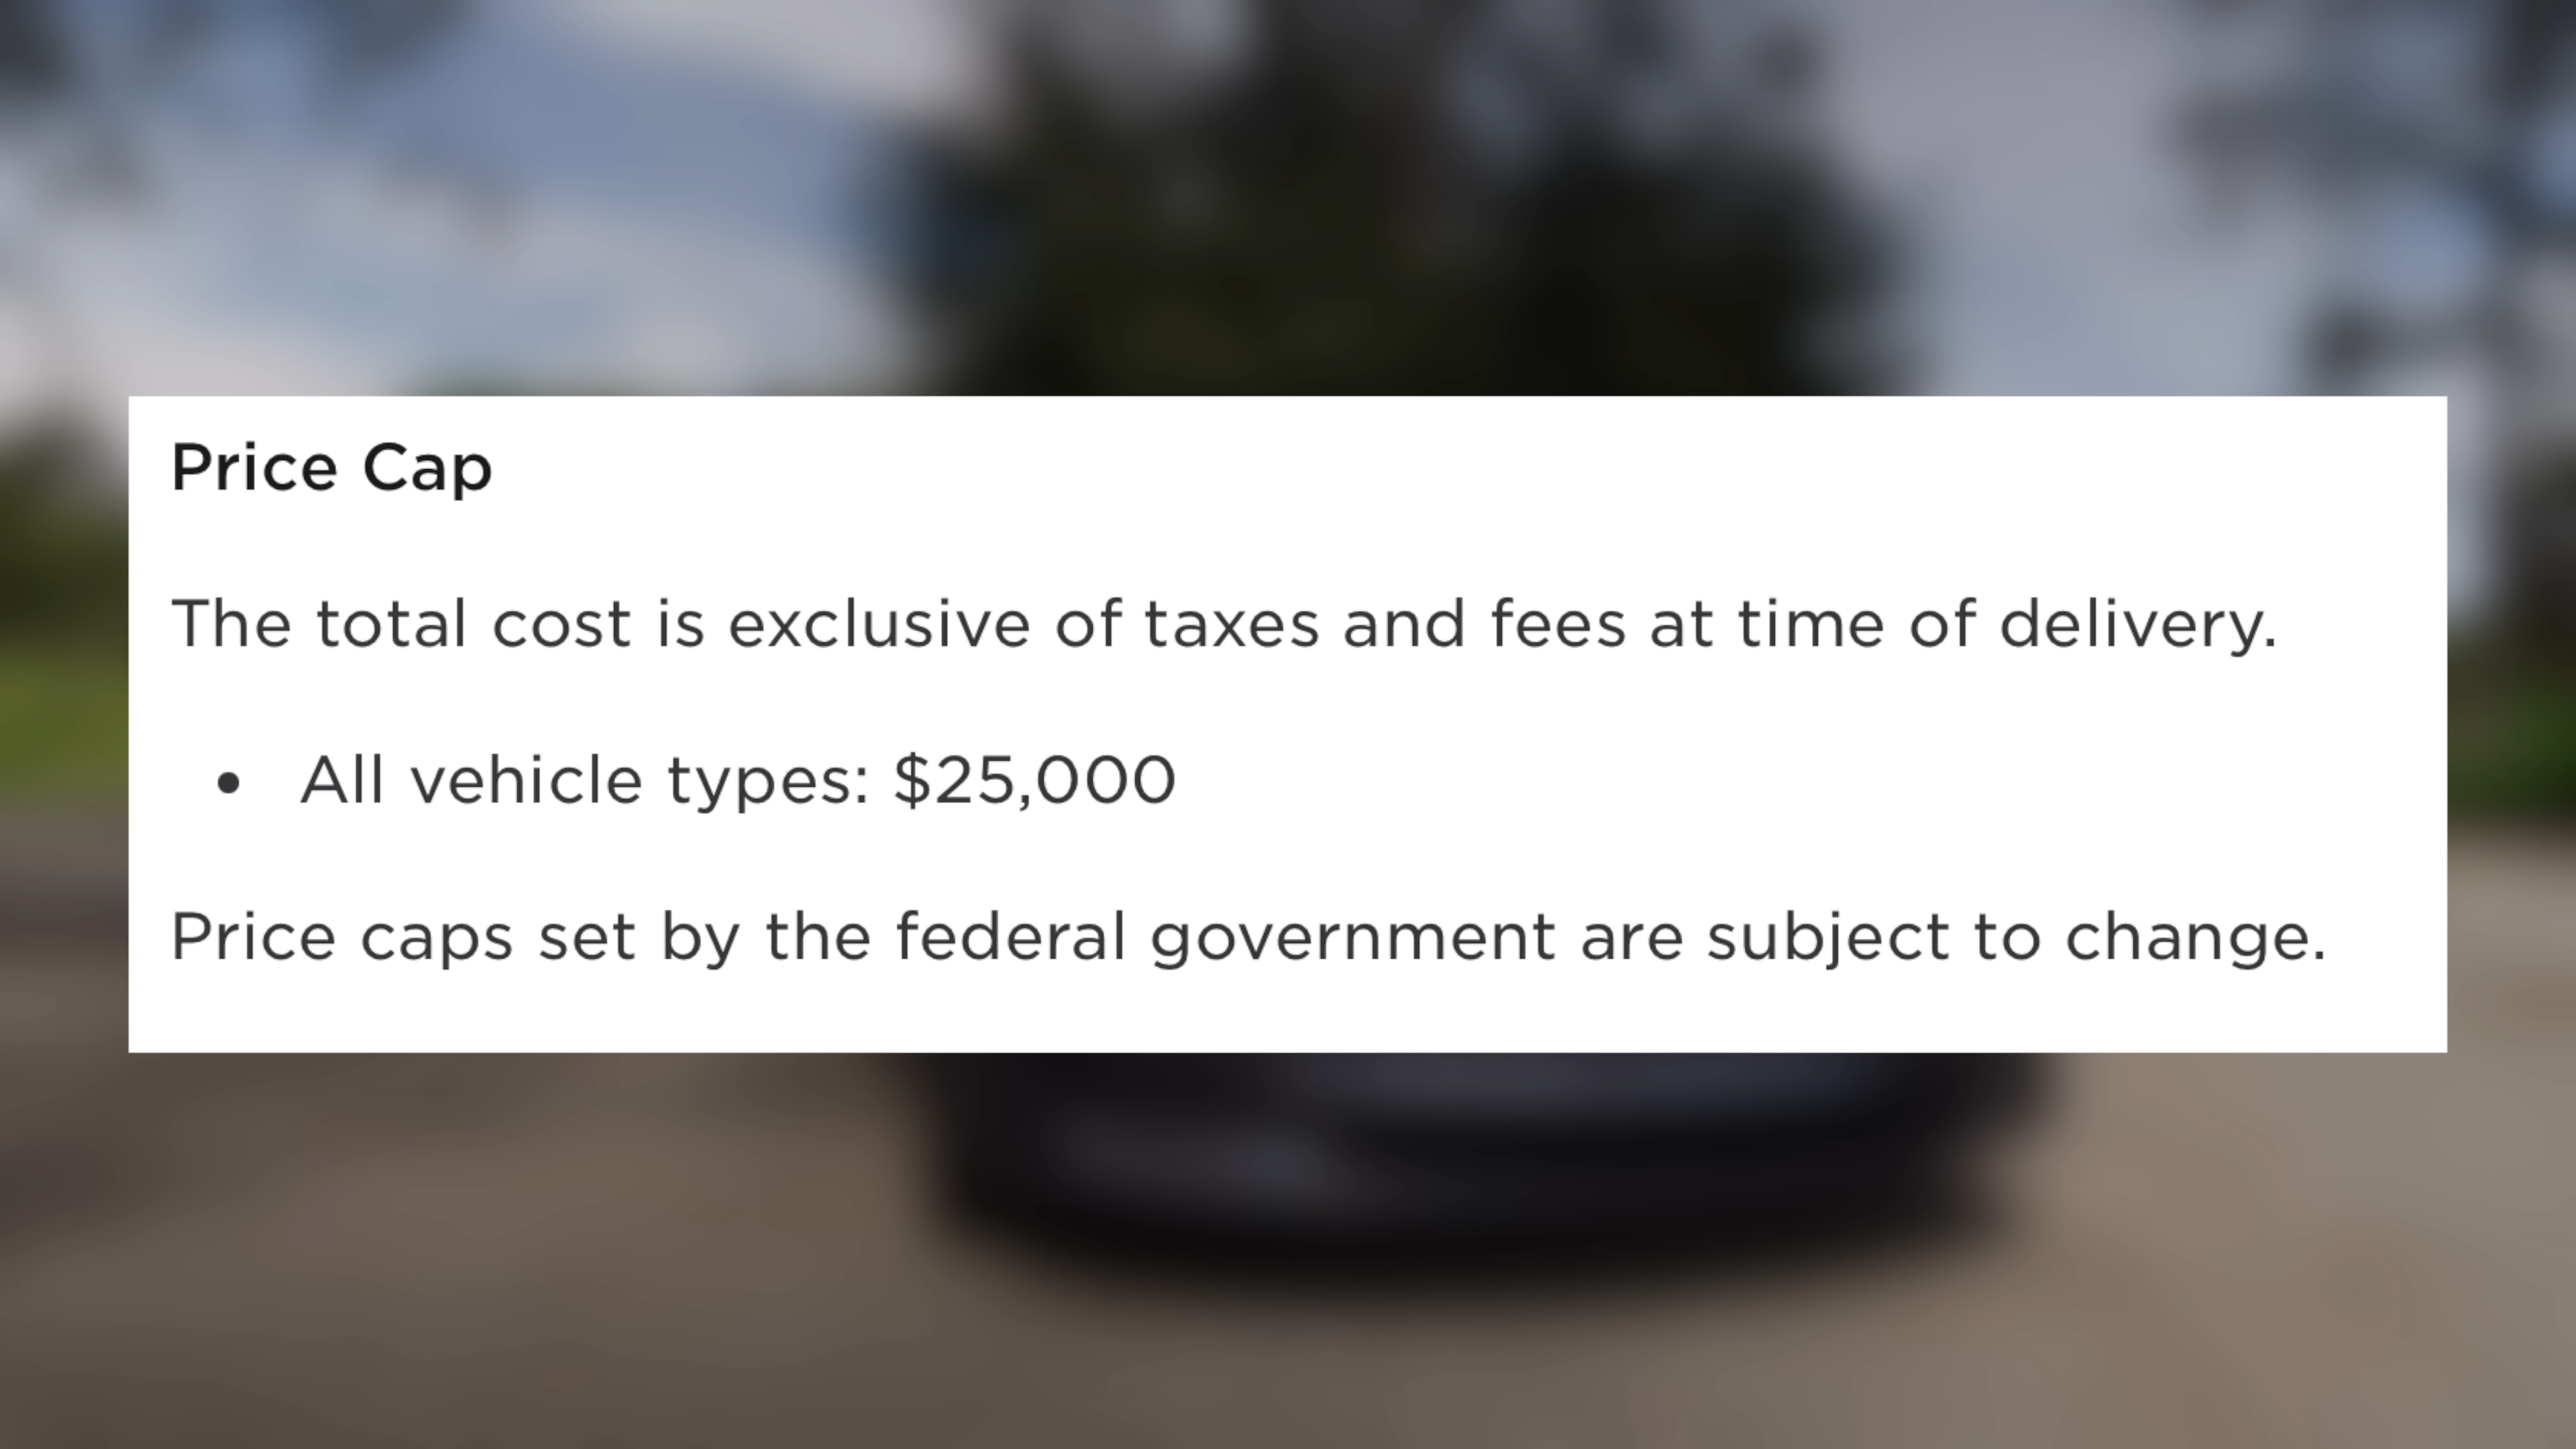 Price Cap
The total cost is exclusive of taxes and fees at time of delivery.
• All vehicle types: $25,000
Price caps set by the federal government are subject to change.